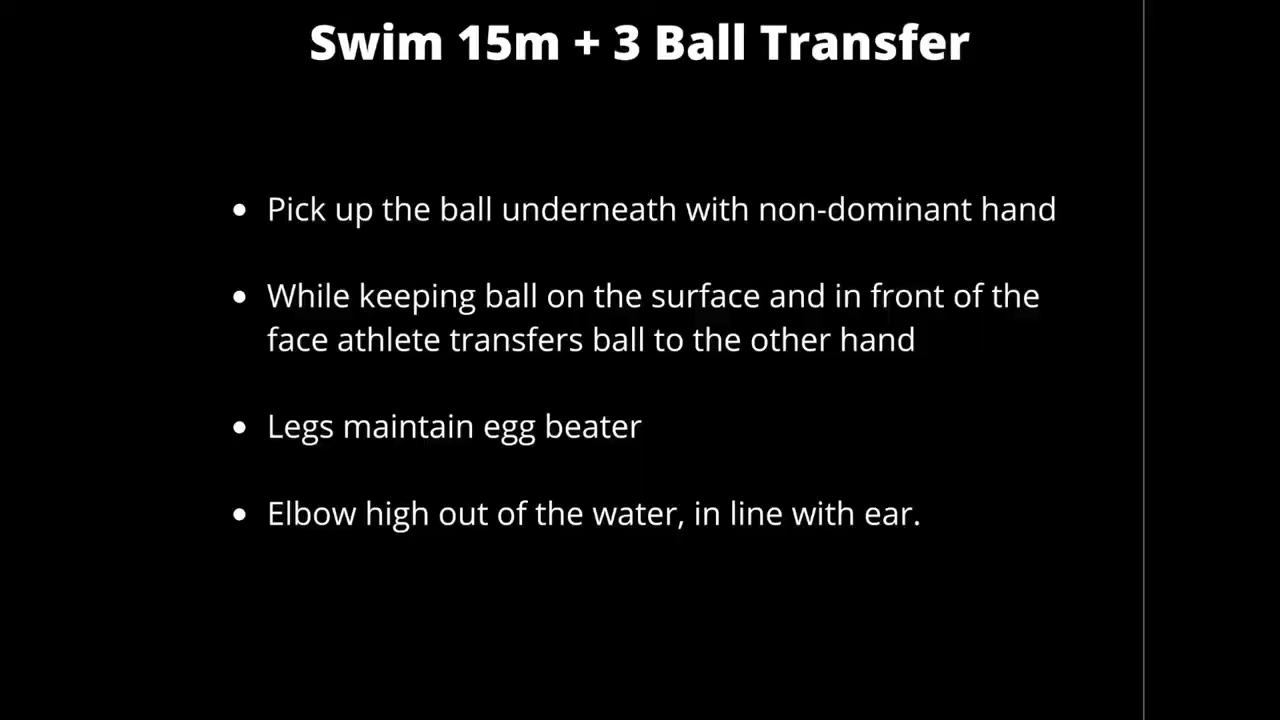 Swim 15m + 3 Ball Transfer
• Pick up the ball underneath with non-dominant hand
• While keeping ball on the surface and in front of the
face athlete transfers ball to the other hand
• Legs maintain egg beater
• Elbow high out of the water, in line with ear.